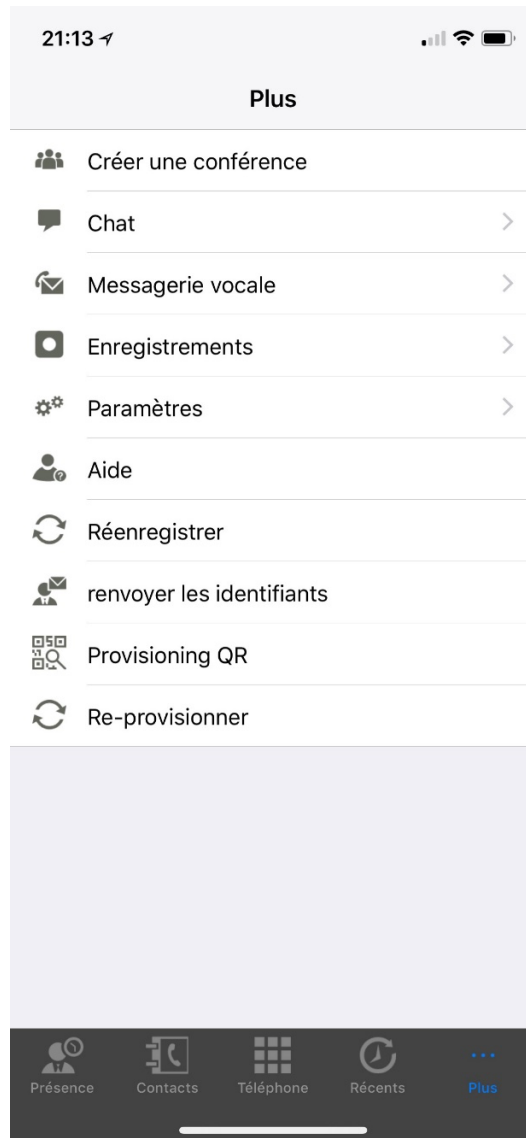 21:13
Plus
Créer une conférence
Chat
Messagerie vocale
Enregistrements
Paramètres
Aide
Réenregistrer
renvoyer les identifiants
Provisioning QR
Re-provisionner
Présence Contacts Téléphone Récents Plus